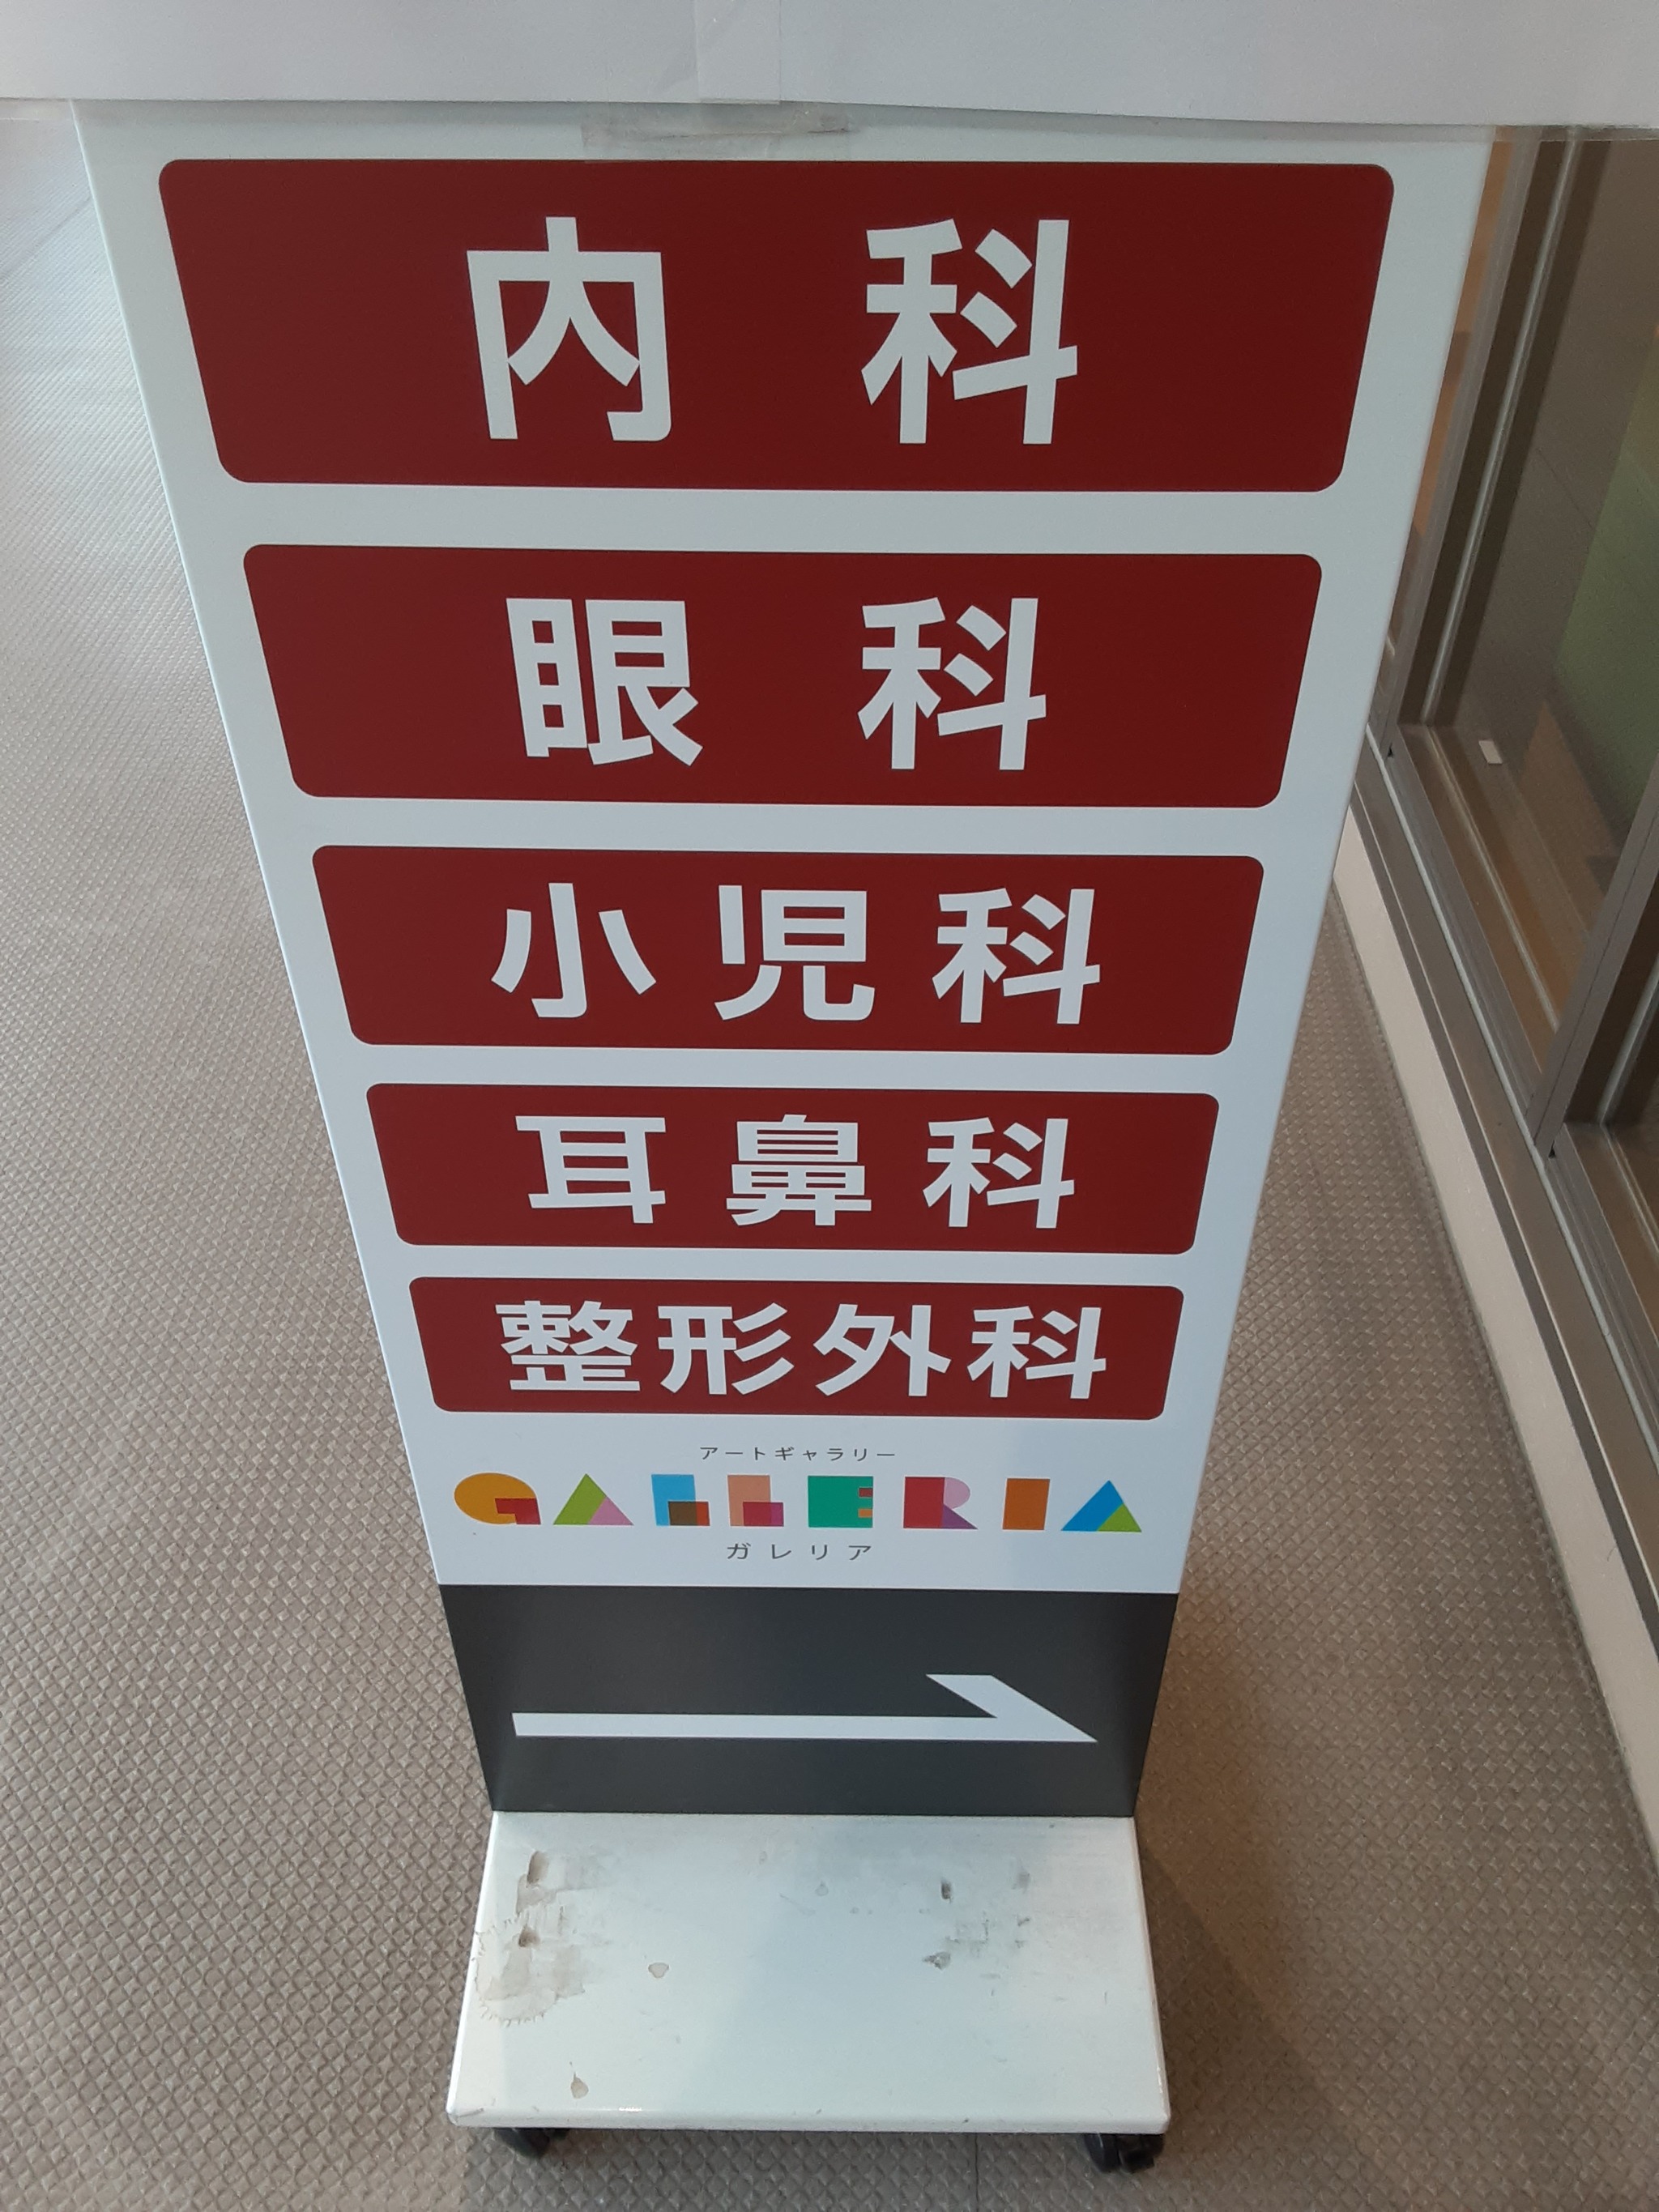 内科
眼科
小児科
耳鼻科
整形外科
アートギャラリー
GALLERIA
ガレリア